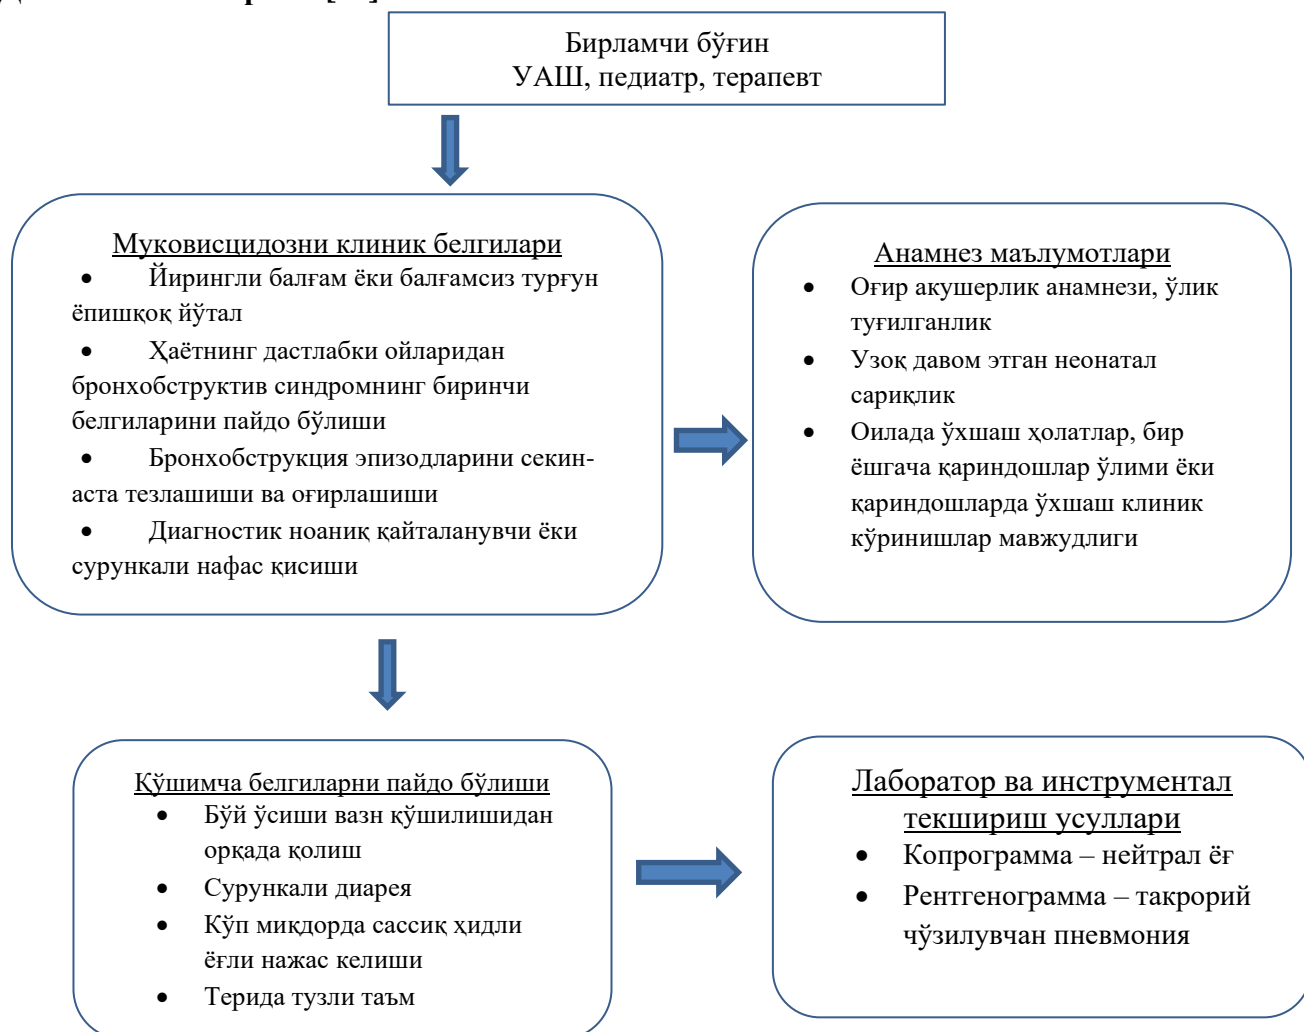 Бирламчи бўғин
УАШ, педиатр, терапевт
Муковисцидозни клиник белгилари
• Йирингли балғам ёки балғамсиз турғун
ёпишқоқ йўтал
• Ҳаётнинг дастлабки ойларидан
бронхобструктив синдромнинг биринчи
белгиларини пайдо бўлиши
• Бронхобструкция эпизодларини секин-
аста тезлашиши ва оғирлашиши
• Диагностик ноаниқ қайталанувчи ёки
сурункали нафас қисиши
Анамнез маълумотлари
• Оғир акушерлик анамнези, ўлик
туғилганлик
• Узоқ давом этган неонатал
сариқлик
• Оилада ўхшаш ҳолатлар, бир
ёшгача қариндошлар ўлими ёки
қариндошларда ўхшаш клиник
кўринишлар мавжудлиги
Қўшимча белгиларни пайдо бўлиши
• Бўй ўсиши вазн қўшилишидан
орқада қолиш
• Сурункали диарея
• Кўп миқдорда сассиқ ҳидли
ёғли нажас келиши
• Терида тузли таъм
Лаборатор ва инструментал
текшириш усуллари
• Копрограмма – нейтрал ёғ
• Рентгенограмма – такрорий
чўзилувчан пневмония